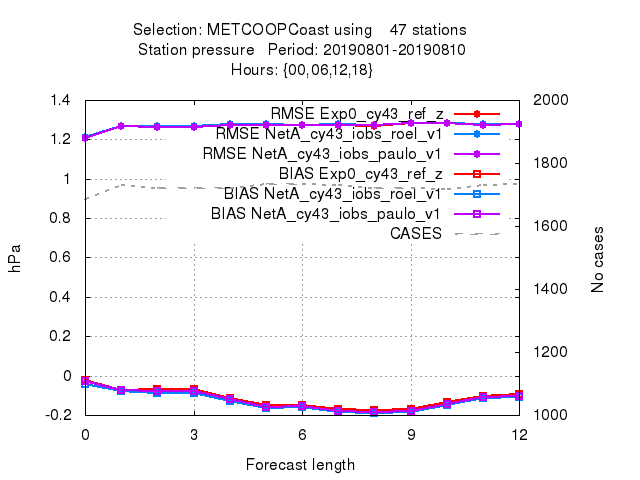 Selection: METCOOPCoast using    47 stations
Station pressure   Period: 20190801-20190810
Hours: {00,06,12,18}
1.4
1.2
1
0.8
0.6
0.4
0.2
0
-0.2
hPa
RMSE Exp0_cy43_ref_z
RMSE NetA_cy43_iobs_roel_v1
RMSE NetA_cy43_iobs_paulo_v1
BIAS Exp0_cy43_ref_z
BIAS NetA_cy43_iobs_roel_v1
BIAS NetA_cy43_iobs_paulo_v1
CASES
2000
1800
1600
1400
1200
1000
No cases
0 3 6 9 12
Forecast length